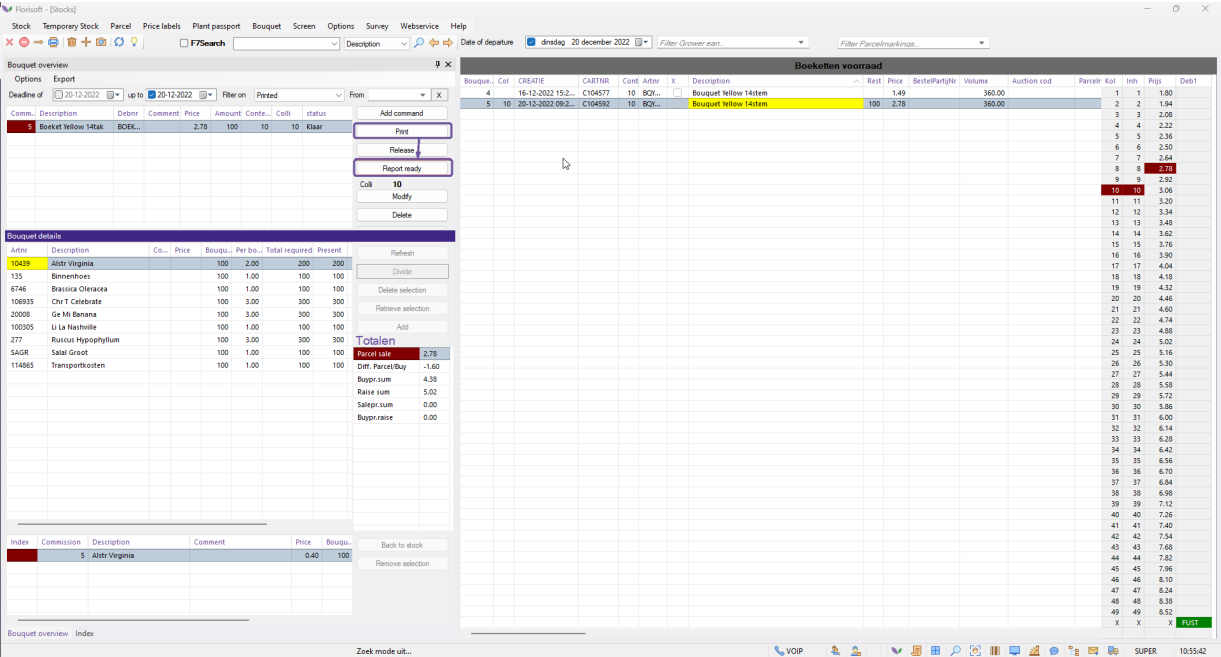 Florisoft - [Stocks]
Stock Temporary Stock Parcel Price labels Plant passport Bouquet Screen Options Survey Webservice Help
F7Search Description Date of departure dinsdag 20 december 2022 Filter Grower ean... Filter Parcelmarkings...
Bouquet overview
Options Export
Deadline of 20-12-2022 up to 20-12-2022 Filter on Printed From X
Comm.. Description Debnr Comment Price Amount Conte... Colli status
5 Boeket Yellow 14tak BOEK... 2.78 100 10 10 Klaar
Add command
Print
Release
Report ready
Colli 10
Modify
Delete
Bouquet details
Artnr Description Co... Price Bouqu... Per bo... Total required Present
10439 Alstr Virginia 100 2.00 200 200
135 Binnenhoes 100 1.00 100 100
6746 Brassica Oleracea 100 1.00 100 100
106935 Chr T Celebrate 100 3.00 300 300
20008 Ge Mi Banana 100 3.00 300 300
100305 Li La Nashville 100 1.00 100 100
277 Ruscus Hypophyllum 100 3.00 300 300
SAGR Salal Groot 100 1.00 100 100
114865 Transportkosten 100 1.00 100 100
Refresh
Divide
Delete selection
Retrieve selection
Add
Totalen
Parcel sale 2.78
Diff. Parcel/Buy -1.60
Buypr.sum 4.38
Raise sum 5.02
Salepr.sum 0.00
Buypr.raise 0.00
Index Commission Description Comment Price Bouqu..
5 Alstr Virginia 0.40 100
Back to stock
Remove selection
Bouquet overview Index
Boeketten voorraad
Bouque.. Col CREATIE CARTNR Cont Artnr X Description Rest Price BestelPartijNr Volume Auction cod Parcelr
4 16-12-2022 15:2... C104577 10 BQY... Bouquet Yellow 14stem 1.49 360.00
5 10 20-12-2022 09:2... C104592 10 Bouquet Yellow 14stem 100 2.78 360.00
Kol Inh Prijs Deb1
1 1 1.80
2 2 1.94
3 3 2.08
4 4 2.22
5 5 2.36
6 6 2.50
7 7 2.64
8 8 2.78
9 9 2.92
10 10 3.06
11 11 3.20
12 12 3.34
13 13 3.48
14 14 3.62
15 15 3.76
16 16 3.90
17 17 4.04
18 18 4.18
19 19 4.32
20 20 4.46
21 21 4.60
22 22 4.74
23 23 4.88
24 24 5.02
25 25 5.16
26 26 5.30
27 27 5.44
28 28 5.58
29 29 5.72
30 30 5.86
31 31 6.00
32 32 6.14
33 33 6.28
34 34 6.42
35 35 6.56
36 36 6.70
37 37 6.84
38 38 6.98
39 39 7.12
40 40 7.26
41 41 7.40
42 42 7.54
43 43 7.68
44 44 7.82
45 45 7.96
46 46 8.10
47 47 8.24
48 48 8.38
49 49 8.52
X X X FUST
Zoek mode uit... VOIP SUPER 10:55:42